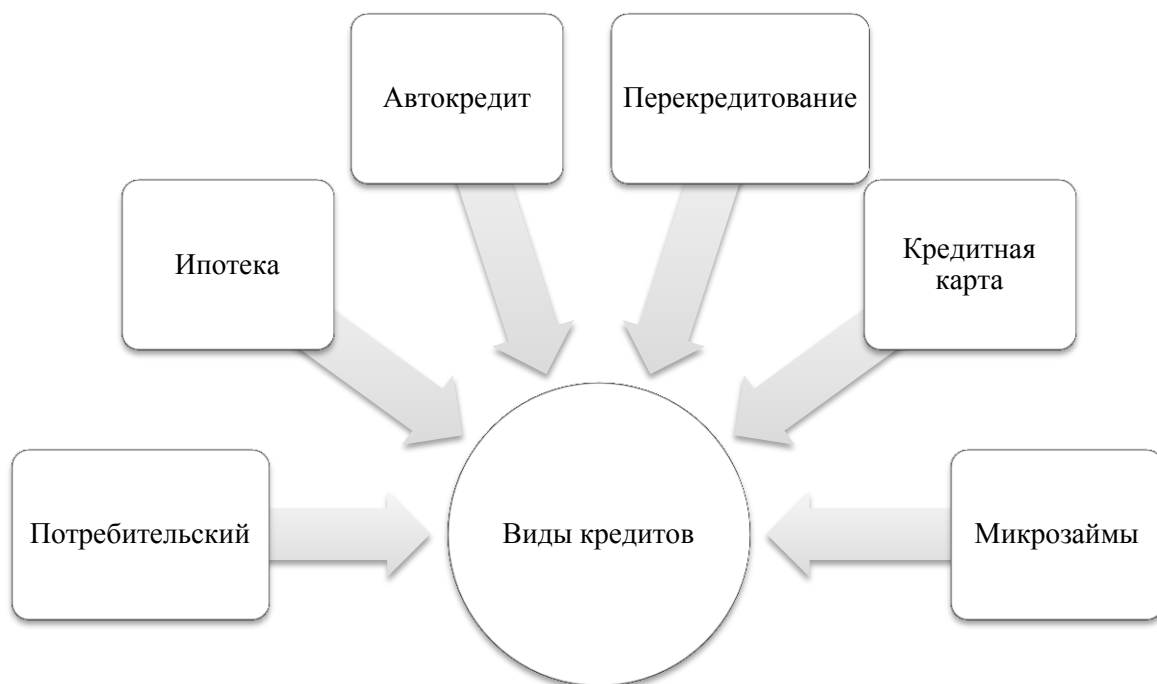 Автокредит
Перекредитование
Ипотека
Кредитная
карта
Потребительский
Виды кредитов
Микрозаймы